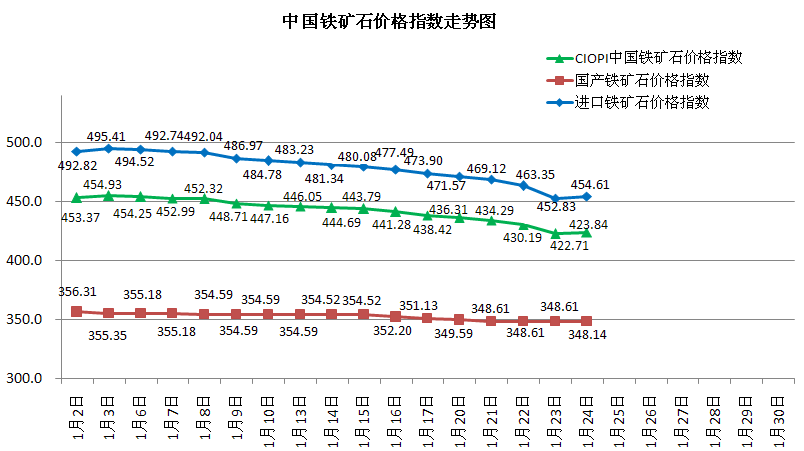 中国铁矿石价格指数走势图
CIOPI中国铁矿石价格指数
国产铁矿石价格指数
进口铁矿石价格指数
500.0
450.0
400.0
350.0
300.0
492.82 495.41 494.52 492.74 492.04 486.97 484.78 483.23 481.34 480.08 477.49 473.90 471.57 469.12 463.35 452.83 454.61
453.37 454.93 454.25 452.99 452.32 448.71 447.16 446.05 444.69 443.79 441.28 438.42 436.31 434.29 430.19 422.71 423.84
356.31 355.35 355.18 355.18 354.59 354.59 354.59 354.59 354.52 354.52 352.20 351.13 349.59 348.61 348.61 348.61 348.14
1月2日 1月3日 1月6日 1月7日 1月8日 1月9日 1月10日 1月13日 1月14日 1月15日 1月16日 1月17日 1月20日 1月21日 1月22日 1月23日 1月24日 1月25日 1月26日 1月27日 1月28日 1月29日 1月30日